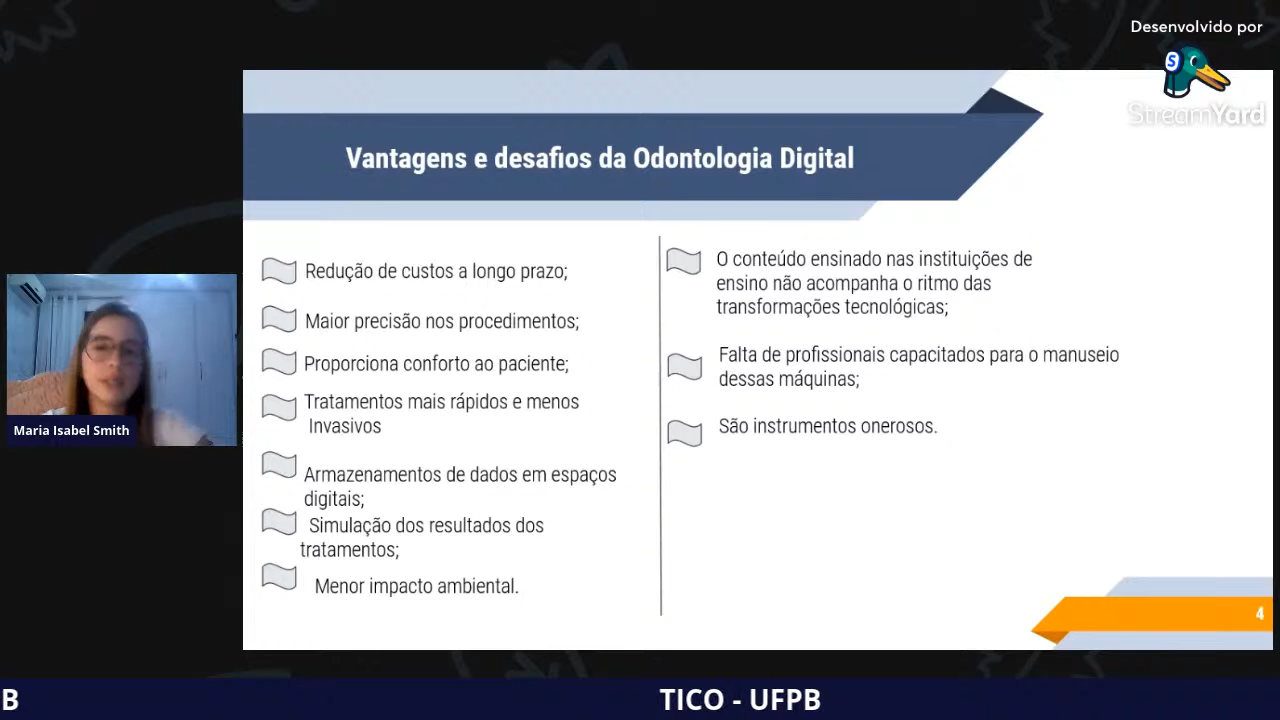 Desenvolvido por
StreamYard
Vantagens e desafios da Odontologia Digital
Redução de custos a longo prazo;
Maior precisão nos procedimentos;
Proporciona conforto ao paciente;
Tratamentos mais rápidos e menos
Invasivos
Armazenamentos de dados em espaços
digitais;
Simulação dos resultados dos
tratamentos;
Menor impacto ambiental.
O conteúdo ensinado nas instituições de
ensino não acompanha o ritmo das
transformações tecnológicas;
Falta de profissionais capacitados para o manuseio
dessas máquinas;
São instrumentos onerosos.
4
Maria Isabel Smith
B
TICO - UFPB